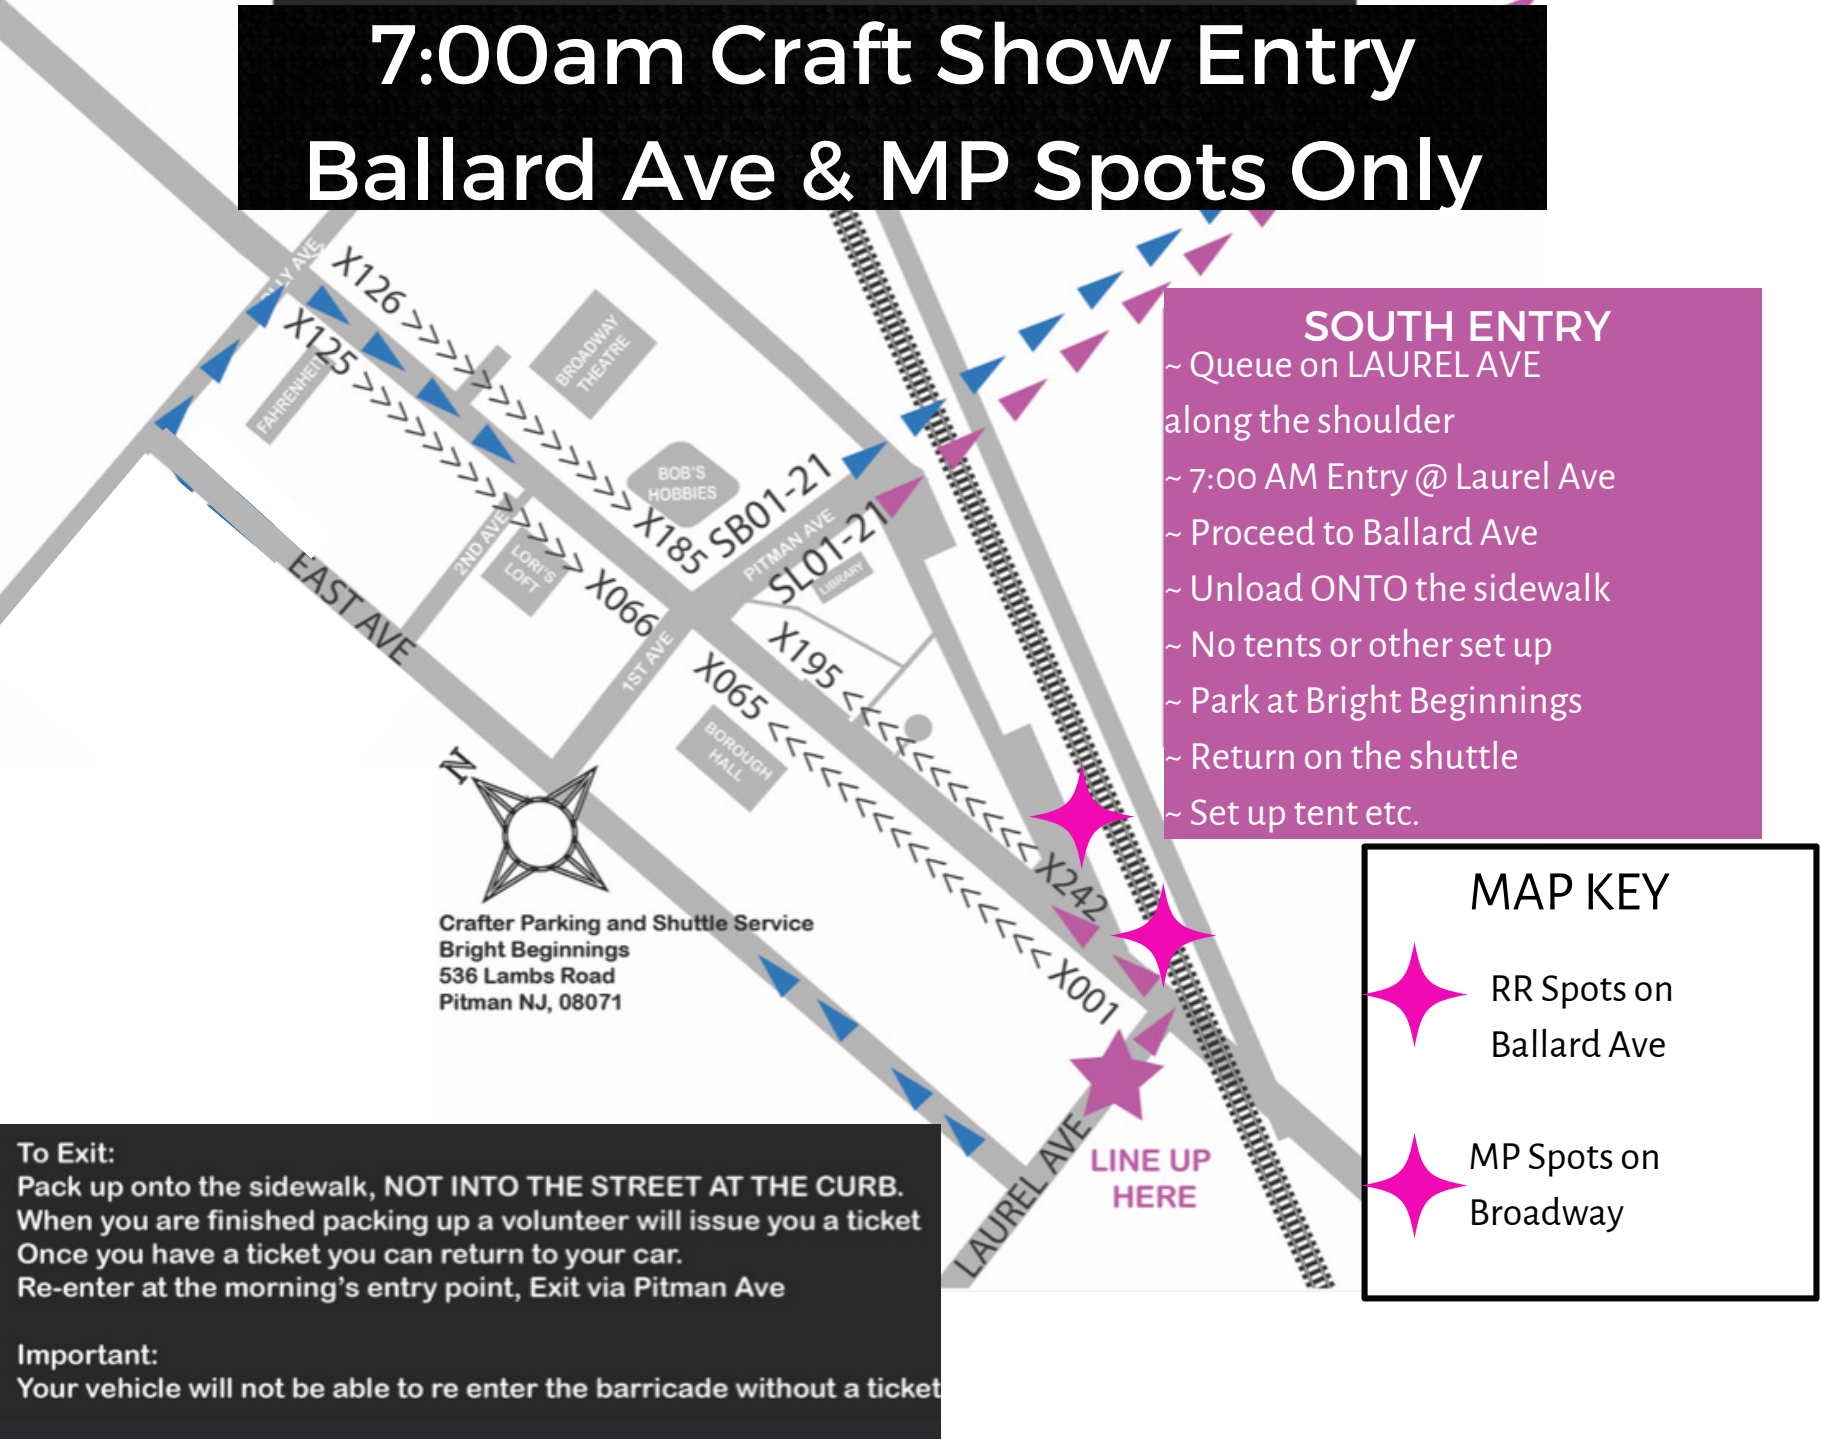 7:00am Craft Show Entry
Ballard Ave & MP Spots Only
SOUTH ENTRY
~ Queue on LAUREL AVE
along the shoulder
~ 7:00 AM Entry @ Laurel Ave
~ Proceed to Ballard Ave
~ Unload ONTO the sidewalk
~ No tents or other set up
~ Park at Bright Beginnings
~ Return on the shuttle
~ Set up tent etc.
MAP KEY
RR Spots on
Ballard Ave
MP Spots on
Broadway
AVE
X126
X125
FAHRENHEIT
BROADWAY
THEATRE
BOB'S
HOBBIES
X185
SB01-21
PITMAN AVE
SL01-21
LIBRARY
2ND AVE
LORI'S
LOFT
X066
1ST AVE
EAST AVE
X195
X065
BOROUGH
HALL
X242
X001
N
Crafter Parking and Shuttle Service
Bright Beginnings
536 Lambs Road
Pitman NJ, 08071
LINE UP
HERE
LAUREL AVE
To Exit:
Pack up onto the sidewalk, NOT INTO THE STREET AT THE CURB.
When you are finished packing up a volunteer will issue you a ticket
Once you have a ticket you can return to your car.
Re-enter at the morning's entry point, Exit via Pitman Ave
Important:
Your vehicle will not be able to re enter the barricade without a ticket